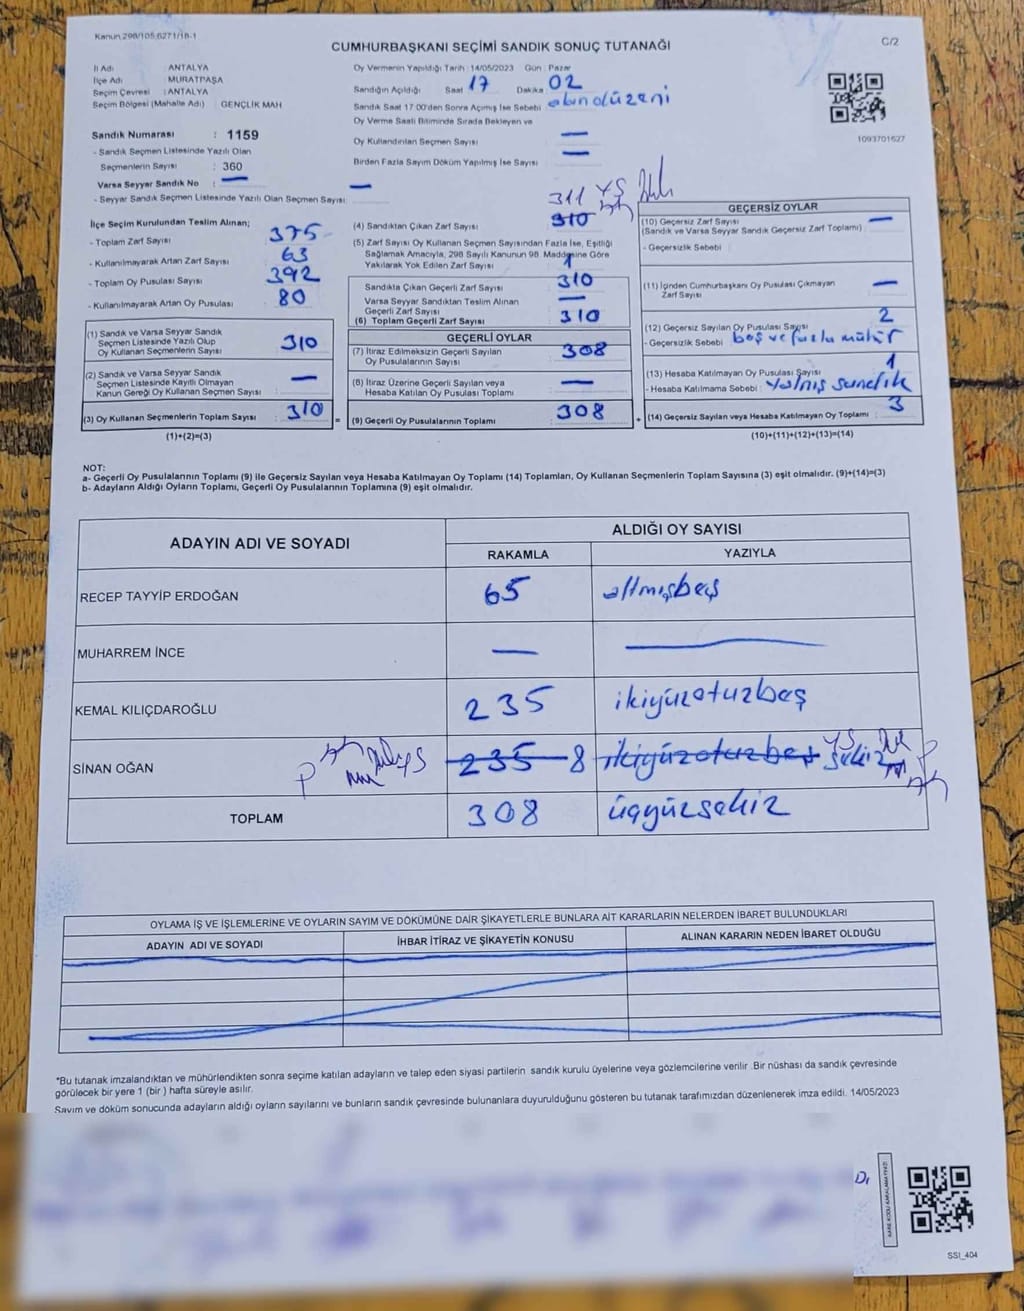 Kanun 298/105,6271/18-1
C/2
CUMHURBAŞKANI SEÇİMİ SANDIK SONUÇ TUTANAĞI
İl Adı : ANTALYA
İlçe Adı : MURATPAŞA
Seçim Çevresi : ANTALYA
Seçim Bölgesi (Mahalle Adı) : GENÇLİK MAH
Sandık Numarası : 1159
- Sandık Seçmen Listesinde Yazılı Olan
Seçmenlerin Sayısı : 360
Varsa Seyyar Sandık No : —
- Seyyar Sandık Seçmen Listesinde Yazılı Olan Seçmen Sayısı: —
Oy Vermenin Yapıldığı Tarih : 14/05/2023 Gün : Pazar
Sandığın Açıldığı Saat 17 Dakika 02
Sandık Saat 17 00'den Sonra Açılmış İse Sebebi
Oy Verme Saati Bitiminde Sırada Bekleyen ve
Oy Kullandırılan Seçmen Sayısı : —
Birden Fazla Sayım Döküm Yapılmış İse Sayısı : —
1093701627
İlçe Seçim Kurulundan Teslim Alınan;
- Toplam Zarf Sayısı : 375
- Kullanılmayarak Artan Zarf Sayısı : 63
- Toplam Oy Pusulası Sayısı : 392
- Kullanılmayarak Artan Oy Pusulası : 80
(1) Sandık ve Varsa Seyyar Sandık
Seçmen Listesinde Yazılı Olup
Oy Kullanan Seçmenlerin Sayısı : 310
(2) Sandık ve Varsa Seyyar Sandık
Seçmen Listesinde Kayıtlı Olmayan
Kanun Gereği Oy Kullanan Seçmen Sayısı : —
(3) Oy Kullanan Seçmenlerin Toplam Sayısı : 310
(1)+(2)=(3)
311 YŞ
(4) Sandıktan Çıkan Zarf Sayısı : 310
(5) Zarf Sayısı Oy Kullanan Seçmen Sayısından Fazla İse, Eşitliği
Sağlamak Amacıyla, 298 Sayılı Kanunun 98. Maddesine Göre
Yakılarak Yok Edilen Zarf Sayısı : 1
Sandıkta Çıkan Geçerli Zarf Sayısı : 310
Varsa Seyyar Sandıktan Teslim Alınan
Geçerli Zarf Sayısı : —
(6) Toplam Geçerli Zarf Sayısı : 310
GEÇERLİ OYLAR
(7) İtiraz Edilmeksizin Geçerli Sayılan
Oy Pusulalarının Sayısı : 308
(8) İtiraz Üzerine Geçerli Sayılan veya
Hesaba Katılan Oy Pusulası Toplamı : —
(9) Geçerli Oy Pusulalarının Toplamı : 308
GEÇERSİZ OYLAR
(10) Geçersiz Zarf Sayısı : —
(Sandık ve Varsa Seyyar Sandık Geçersiz Zarf Toplamı)
- Geçersizlik Sebebi :
(11) İçinden Cumhurbaşkanı Oy Pusulası Çıkmayan
Zarf Sayısı : —
(12) Geçersiz Sayılan Oy Pusulası Sayısı : 2
- Geçersizlik Sebebi boş ve fazla mühür
(13) Hesaba Katılmayan Oy Pusulası Sayısı : 1
- Hesaba Katılmama Sebebi : Yalnış sandık
(14) Geçersiz Sayılan veya Hesaba Katılmayan Oy Toplamı : 3
(10)+(11)+(12)+(13)=(14)
NOT:
a- Geçerli Oy Pusulalarının Toplamı (9) ile Geçersiz Sayılan veya Hesaba Katılmayan Oy Toplamı (14) Toplamları, Oy Kullanan Seçmenlerin Toplam Sayısına (3) eşit olmalıdır. (9)+(14)=(3)
b- Adayların Aldığı Oyların Toplamı, Geçerli Oy Pusulalarının Toplamına (9) eşit olmalıdır.
ADAYIN ADI VE SOYADI
ALDIĞI OY SAYISI
RAKAMLA YAZIYLA
RECEP TAYYİP ERDOĞAN 65 altmışbeş
MUHARREM İNCE — —
KEMAL KILIÇDAROĞLU 235 ikiyüzotuzbeş
SİNAN OĞAN 235 8 ikiyüzotuzbeş sekiz
TOPLAM 308 üçyüzsekiz
OYLAMA İŞ VE İŞLEMLERİNE VE OYLARIN SAYIM VE DÖKÜMÜNE DAİR ŞİKAYETLERLE BUNLARA AİT KARARLARIN NELERDEN İBARET BULUNDUKLARI
ADAYIN ADI VE SOYADI İHBAR İTİRAZ VE ŞİKAYETİN KONUSU ALINAN KARARIN NEDEN İBARET OLDUĞU
*Bu tutanak imzalandıktan ve mühürlendikten sonra seçime katılan adayların ve talep eden siyasi partilerin sandık kurulu üyelerine veya gözlemcilerine verilir. Bir nüshası da sandık çevresinde
görülecek bir yere 1 (bir) hafta süreyle asılır.
Sayım ve döküm sonucunda adayların aldığı oyların sayılarını ve bunların sandık çevresinde bulunanlara duyurulduğunu gösteren bu tutanak tarafımızdan düzenlenerek imza edildi. 14/05/2023
KARE KODU KARALAMAYINIZ!
SSI_404